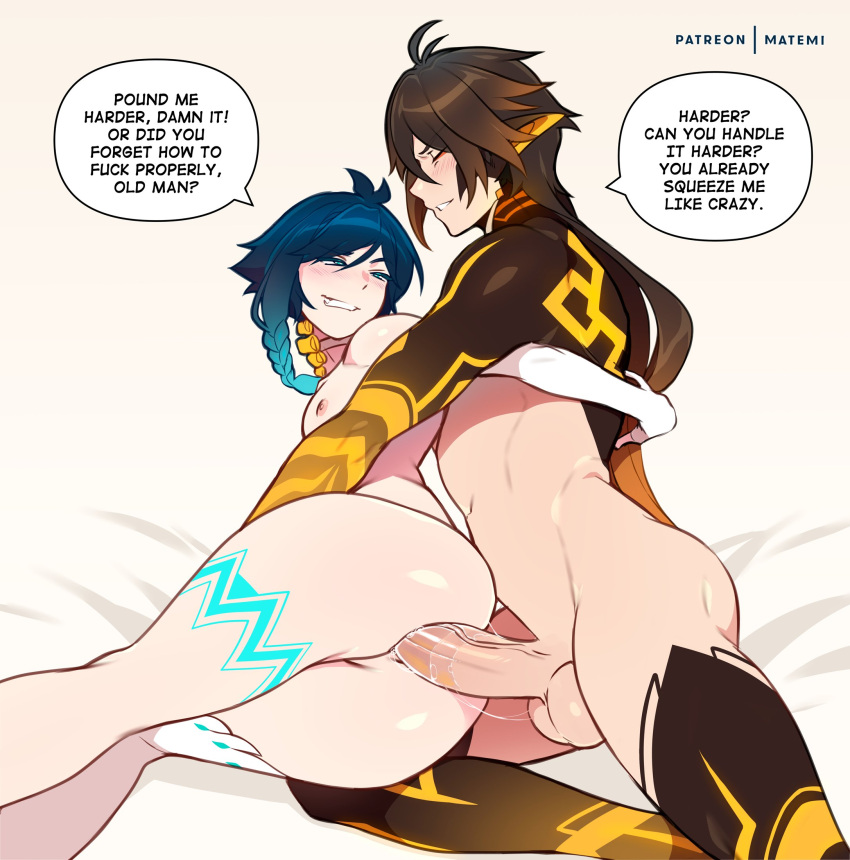 PATREON | MATEMI
POUND ME
HARDER, DAMN IT!
OR DID YOU
FORGET HOW TO
FUCK PROPERLY,
OLD MAN?
HARDER?
CAN YOU HANDLE
IT HARDER?
YOU ALREADY
SQUEEZE ME
LIKE CRAZY.